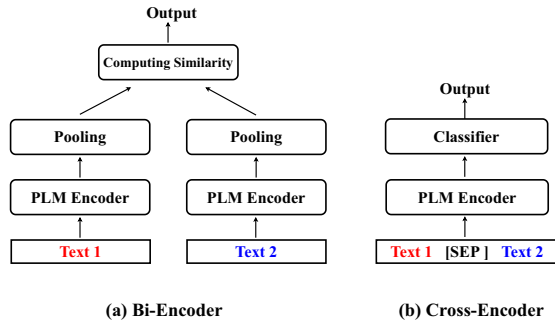 Output
Computing Similarity
Pooling
Pooling
PLM Encoder
PLM Encoder
Text 1
Text 2
(a) Bi-Encoder
Output
Classifier
PLM Encoder
Text 1 [SEP ] Text 2
(b) Cross-Encoder